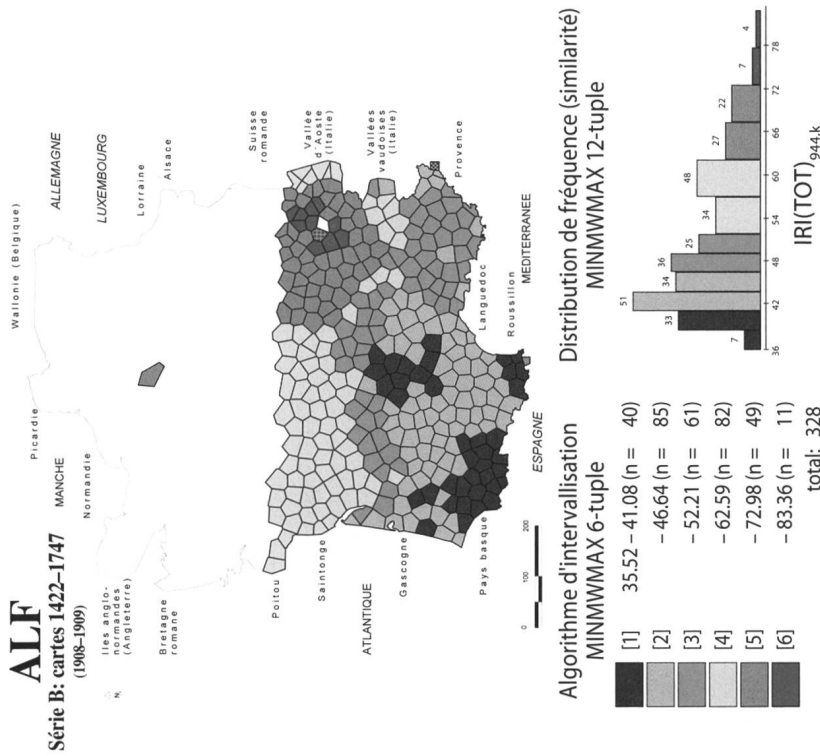 ALF
Série B: cartes 1422–1747
(1908–1909)
N.
Wallonie (Belgique)
ALLEMAGNE
LUXEMBOURG
Lorraine
Alsace
Picardie
MANCHE
Normandie
Iles anglo-
normandes
(Angleterre)
Bretagne
romane
Suisse
romande
Vallée
d'Aoste
(Italie)
Vallées
vaudoises
(Italie)
Provence
Poitou
Saintonge
ATLANTIQUE
Gascogne
Pays basque
ESPAGNE
MEDITERRANEE
Languedoc
Roussillon
0 100 200
Algorithme d'intervallisation
MINMWMAX 6-tuple
[1] 35.52 – 41.08 (n = 40)
[2] – 46.64 (n = 85)
[3] – 52.21 (n = 61)
[4] – 62.59 (n = 82)
[5] – 72.98 (n = 49)
[6] – 83.36 (n = 11)
total: 328
Distribution de fréquence (similarité)
MINMWMAX 12-tuple
7 33 51 34 36 25 34 48 27 22 7 4
36 42 48 54 60 66 72 78
IRI(TOT)944,k